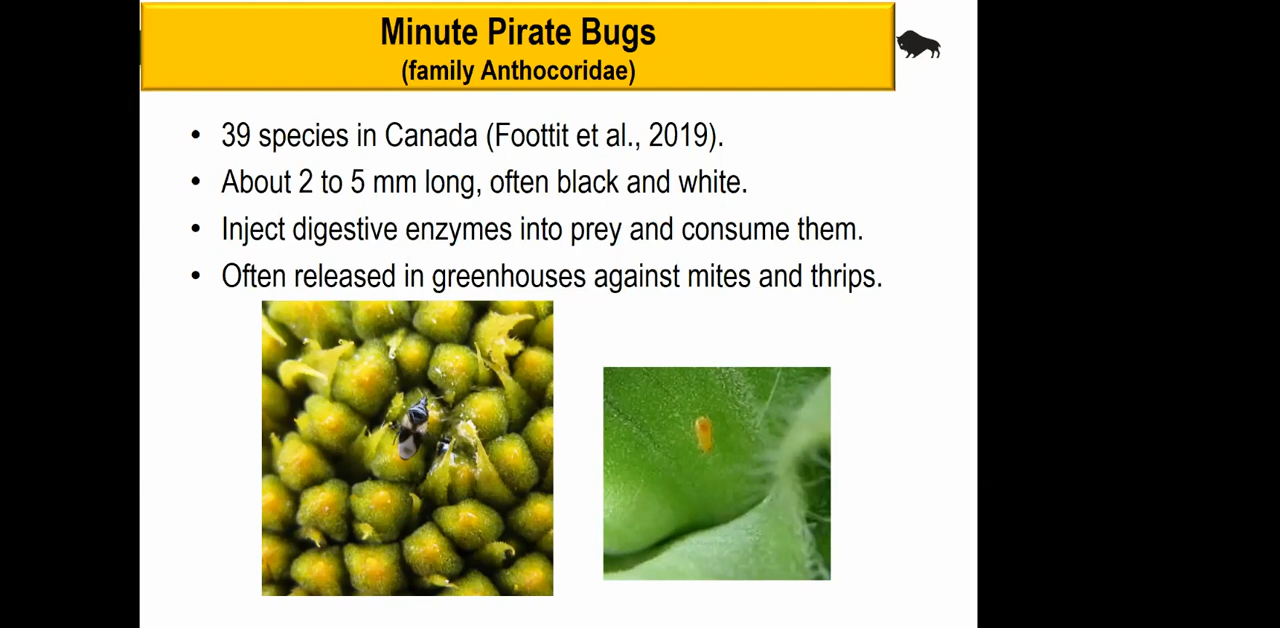 Minute Pirate Bugs
(family Anthocoridae)
• 39 species in Canada (Foottit et al., 2019).
• About 2 to 5 mm long, often black and white.
• Inject digestive enzymes into prey and consume them.
• Often released in greenhouses against mites and thrips.